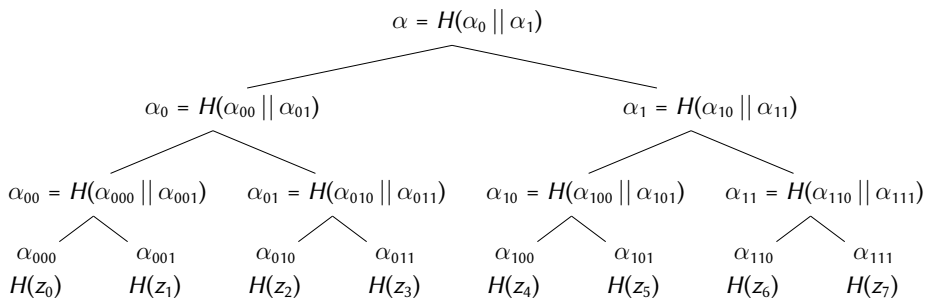 α = H(α₀ || α₁)
α₀ = H(α₀₀ || α₀₁) α₁ = H(α₁₀ || α₁₁)
α₀₀ = H(α₀₀₀ || α₀₀₁) α₀₁ = H(α₀₁₀ || α₀₁₁) α₁₀ = H(α₁₀₀ || α₁₀₁) α₁₁ = H(α₁₁₀ || α₁₁₁)
α₀₀₀ α₀₀₁ α₀₁₀ α₀₁₁ α₁₀₀ α₁₀₁ α₁₁₀ α₁₁₁
H(z₀) H(z₁) H(z₂) H(z₃) H(z₄) H(z₅) H(z₆) H(z₇)